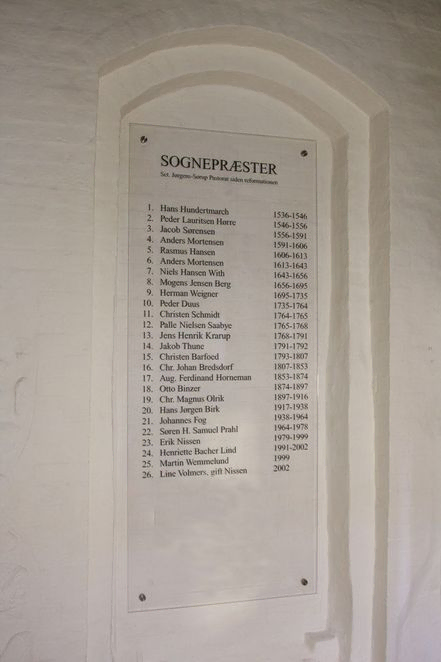 SOGNEPRÆSTER
Sct. Jørgens-Sørup Pastorat siden reformationen
1. Hans Hundertmarch 1536-1546
2. Peder Lauritsen Hørre 1546-1556
3. Jacob Sørensen 1556-1591
4. Anders Mortensen 1591-1606
5. Rasmus Hansen 1606-1613
6. Anders Mortensen 1613-1643
7. Niels Hansen With 1643-1656
8. Mogens Jensen Berg 1656-1695
9. Herman Weigner 1695-1735
10. Peder Duus 1735-1764
11. Christen Schmidt 1764-1765
12. Palle Nielsen Saabye 1765-1768
13. Jens Henrik Krarup 1768-1791
14. Jakob Thune 1791-1792
15. Christen Barfoed 1793-1807
16. Chr. Johan Bredsdorf 1807-1853
17. Aug. Ferdinand Horneman 1853-1874
18. Otto Binzer 1874-1897
19. Chr. Magnus Olrik 1897-1916
20. Hans Jørgen Birk 1917-1938
21. Johannes Fog 1938-1964
22. Søren H. Samuel Prahl 1964-1978
23. Erik Nissen 1979-1999
24. Henriette Bacher Lind 1991-2002
25. Martin Wemmelund 1999
26. Line Volmers, gift Nissen 2002